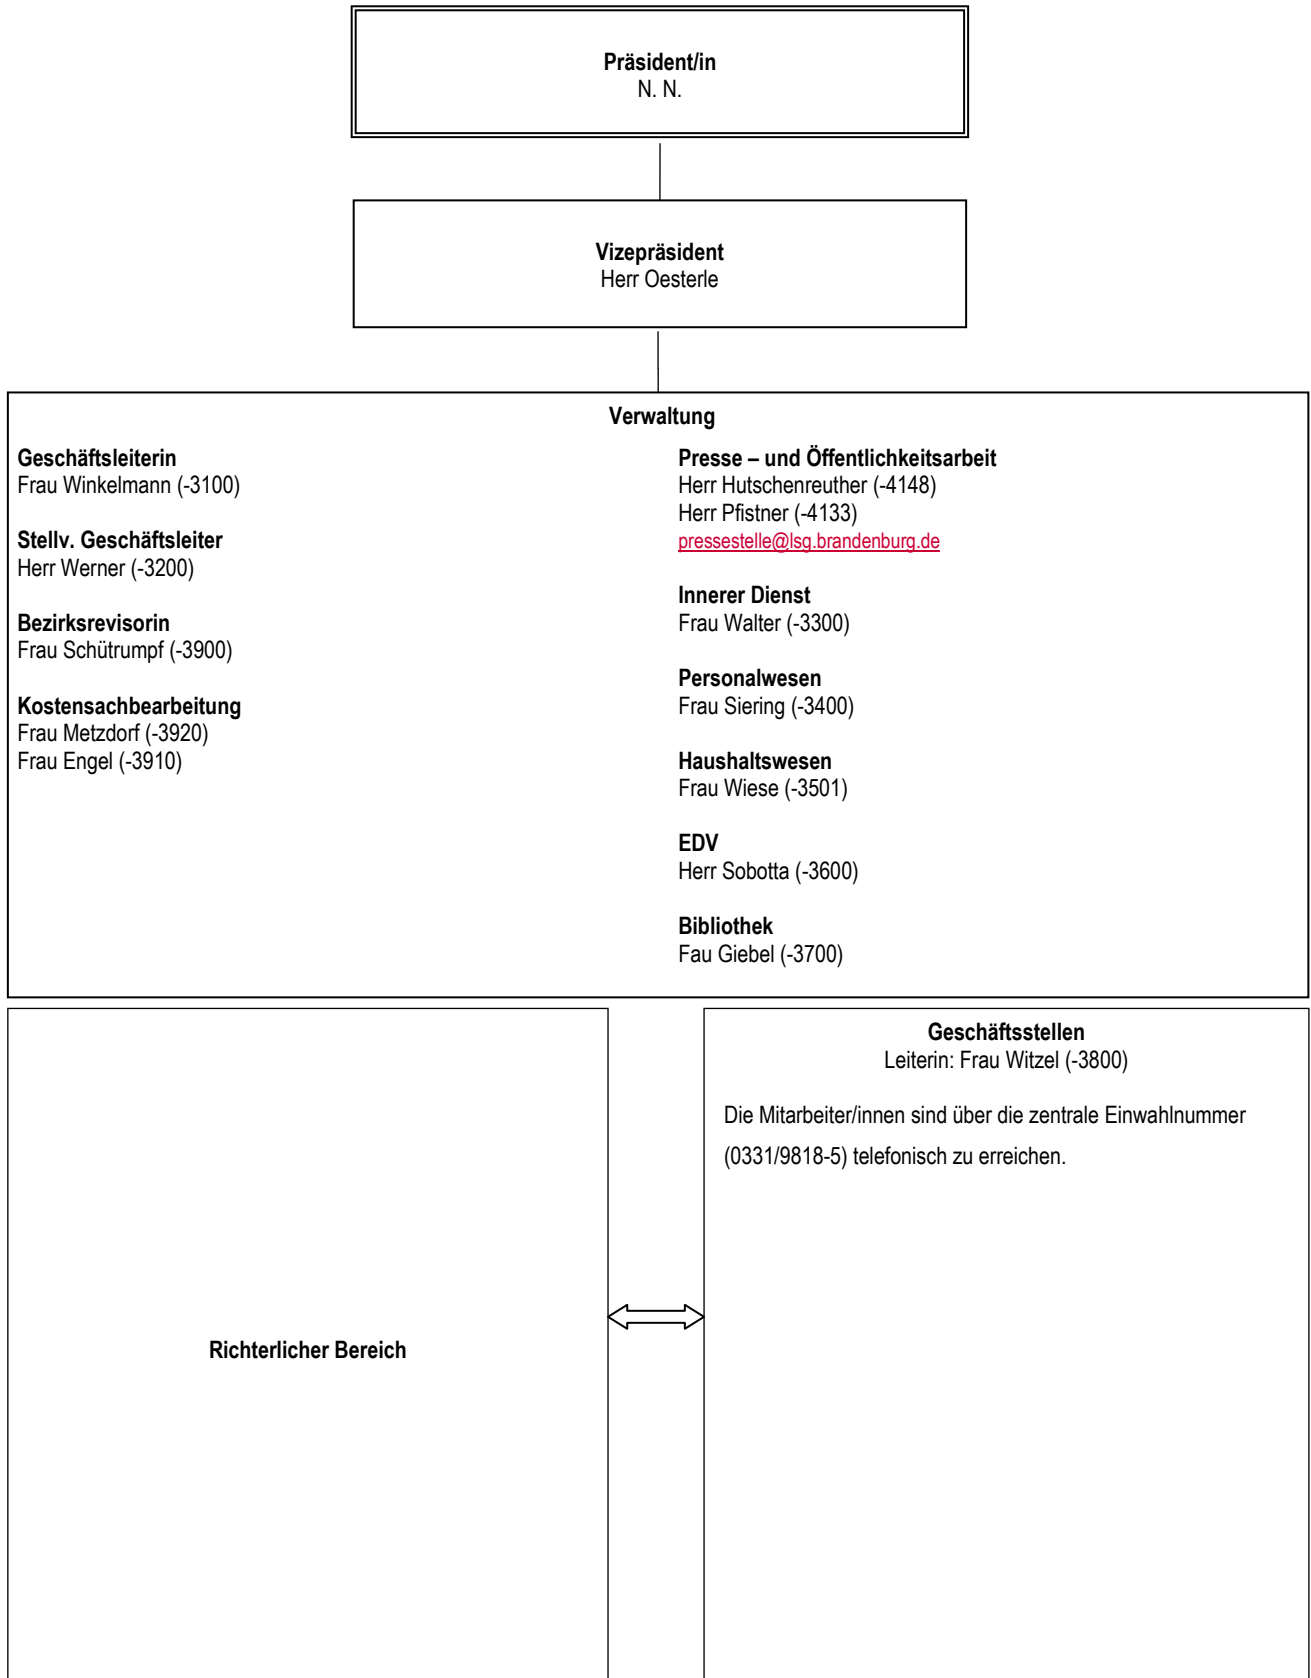 Präsident/in
N. N.
Vizepräsident
Herr Oesterle
Verwaltung
Geschäftsleiterin
Frau Winkelmann (-3100)
Stellv. Geschäftsleiter
Herr Werner (-3200)
Bezirksrevisorin
Frau Schütrumpf (-3900)
Kostensachbearbeitung
Frau Metzdorf (-3920)
Frau Engel (-3910)
Presse – und Öffentlichkeitsarbeit
Herr Hutschenreuther (-4148)
Herr Pfistner (-4133)
pressestelle@lsg.brandenburg.de
Innerer Dienst
Frau Walter (-3300)
Personalwesen
Frau Siering (-3400)
Haushaltswesen
Frau Wiese (-3501)
EDV
Herr Sobotta (-3600)
Bibliothek
Fau Giebel (-3700)
Richterlicher Bereich
Geschäftsstellen
Leiterin: Frau Witzel (-3800)
Die Mitarbeiter/innen sind über die zentrale Einwahlnummer
(0331/9818-5) telefonisch zu erreichen.